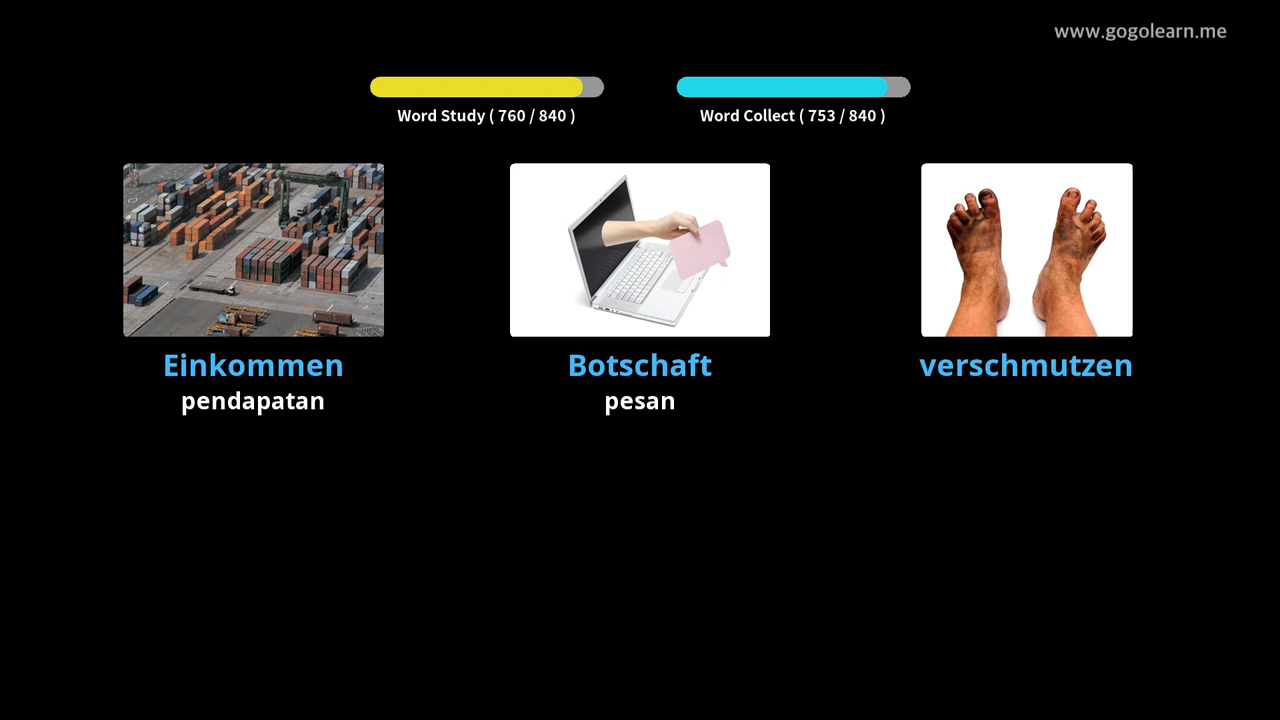 www.gogolearn.me
Word Study ( 760 / 840 )
Word Collect ( 753 / 840 )
Einkommen
pendapatan
Botschaft
pesan
verschmutzen